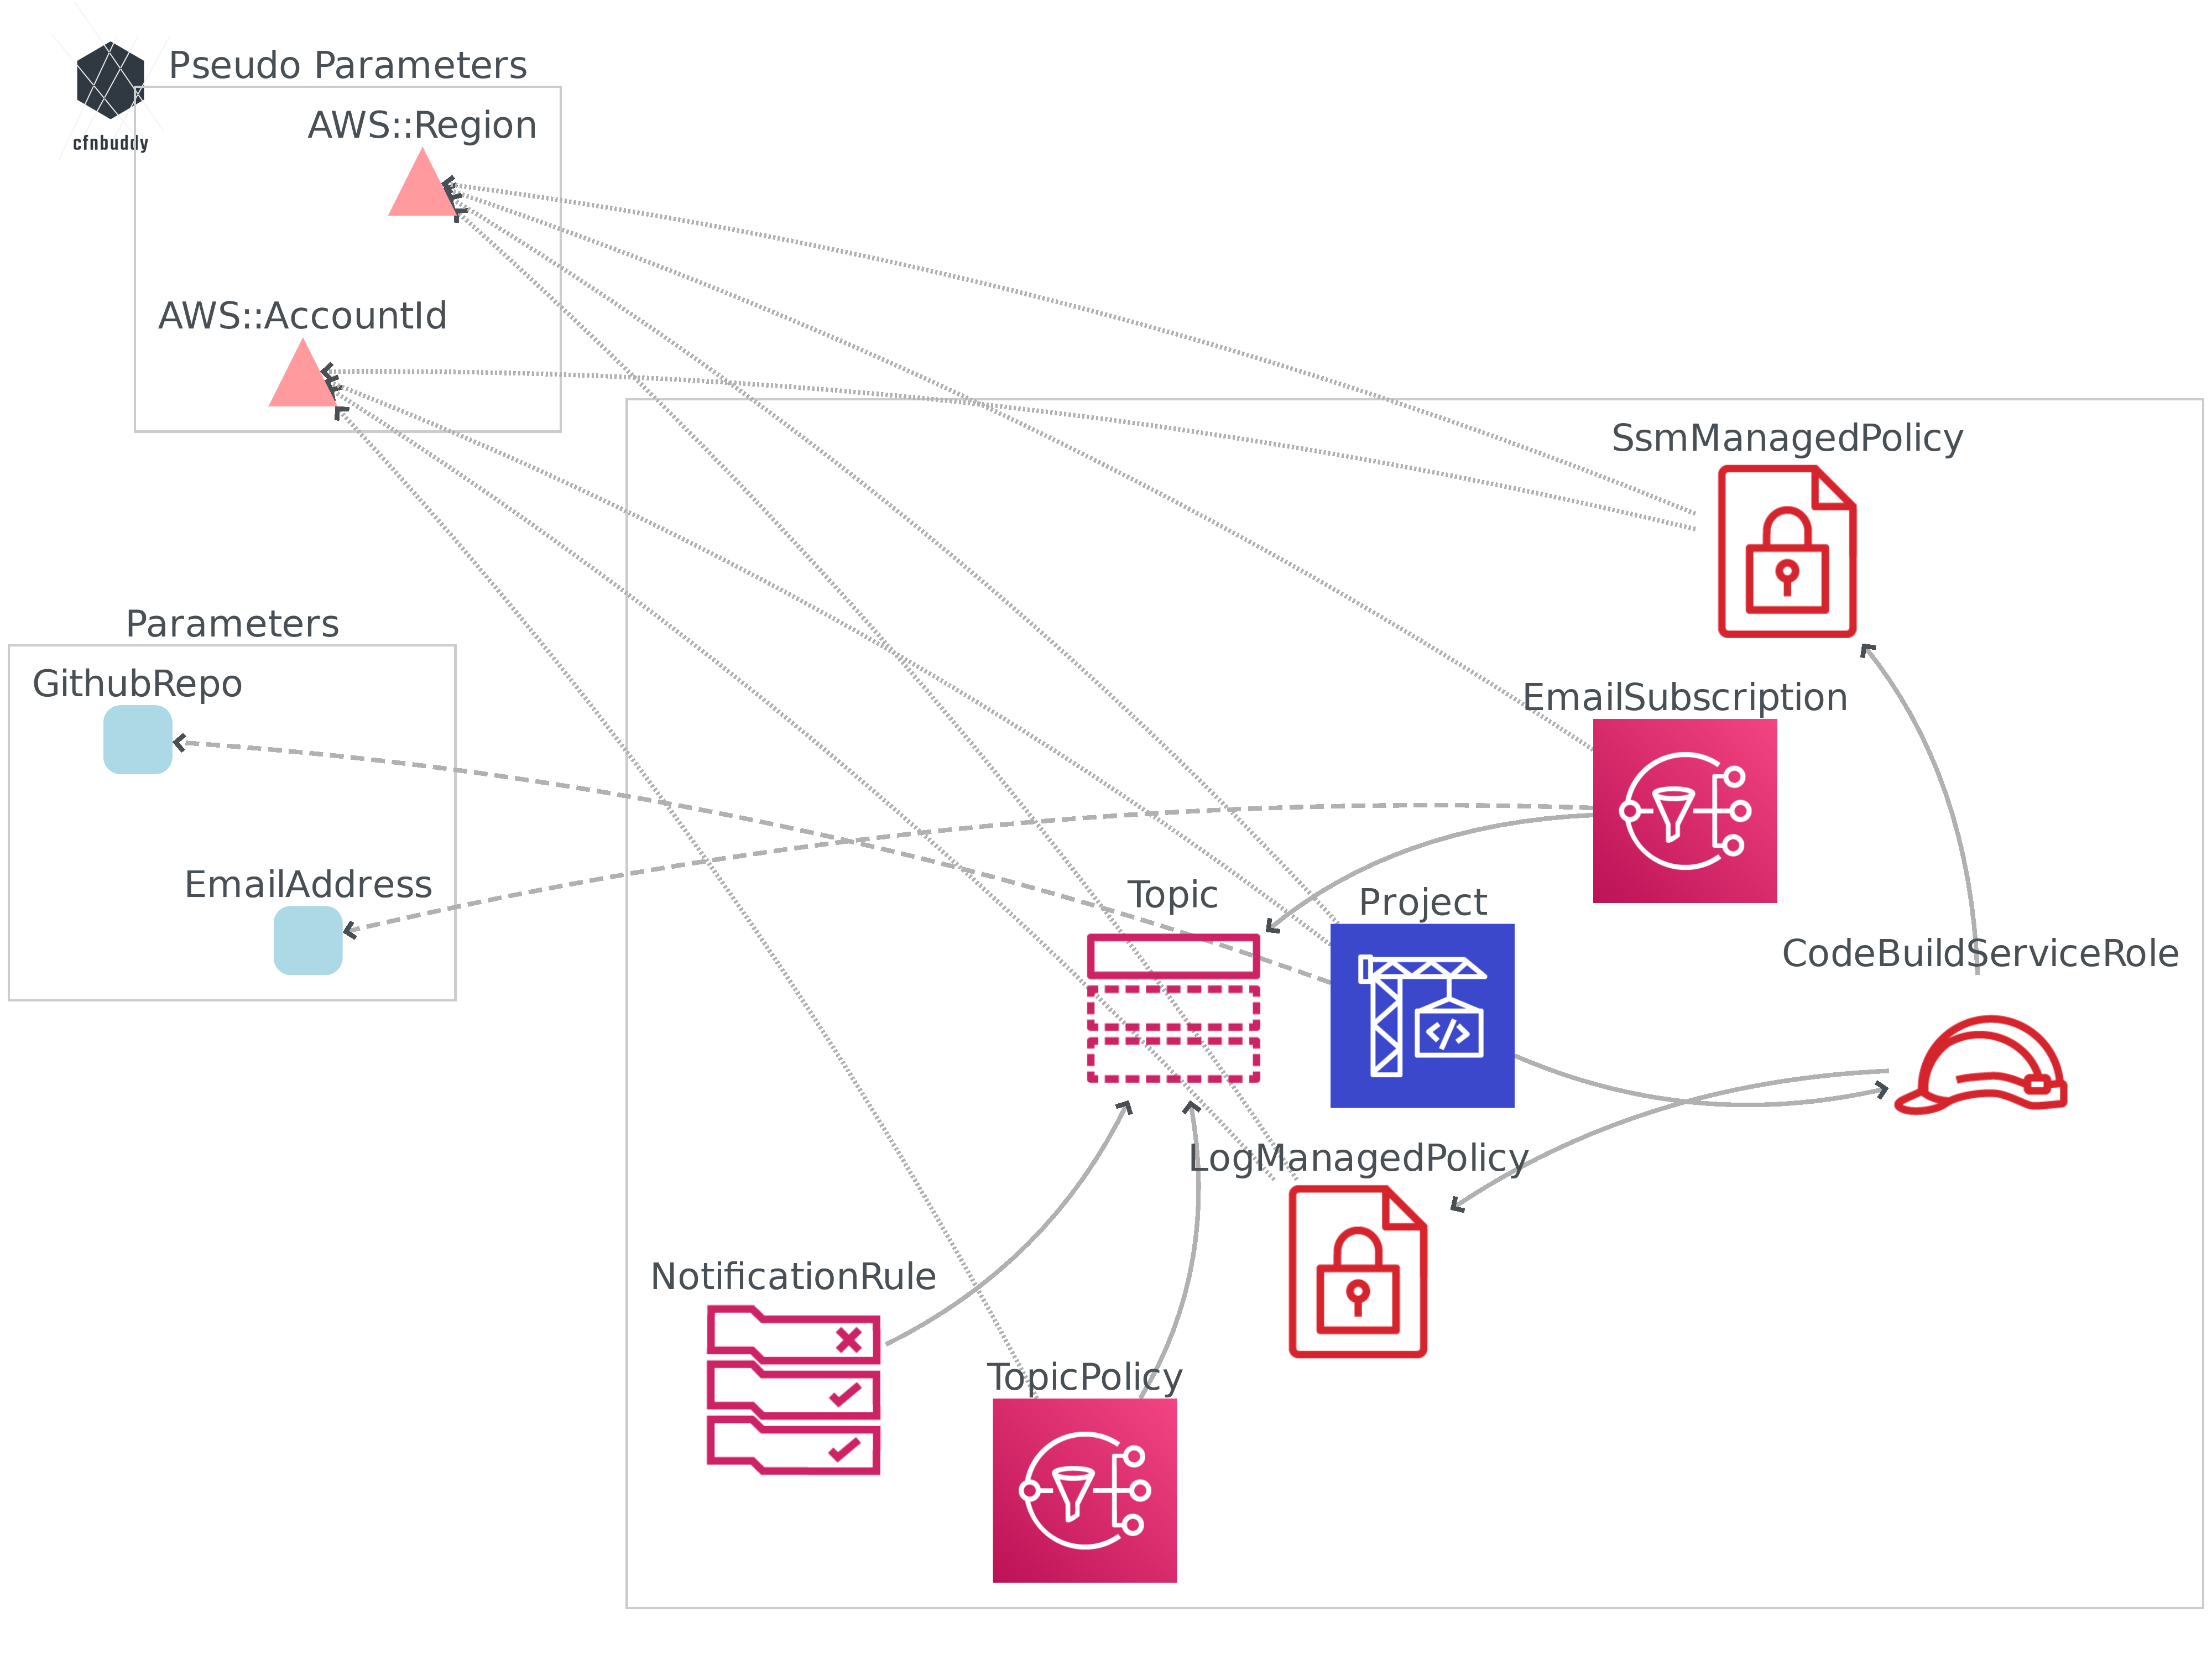 Pseudo Parameters
cfnbuddy
AWS::Region
AWS::AccountId
SsmManagedPolicy
Parameters
GithubRepo
EmailSubscription
EmailAddress
Topic
Project
CodeBuildServiceRole
</>
LogManagedPolicy
NotificationRule
TopicPolicy